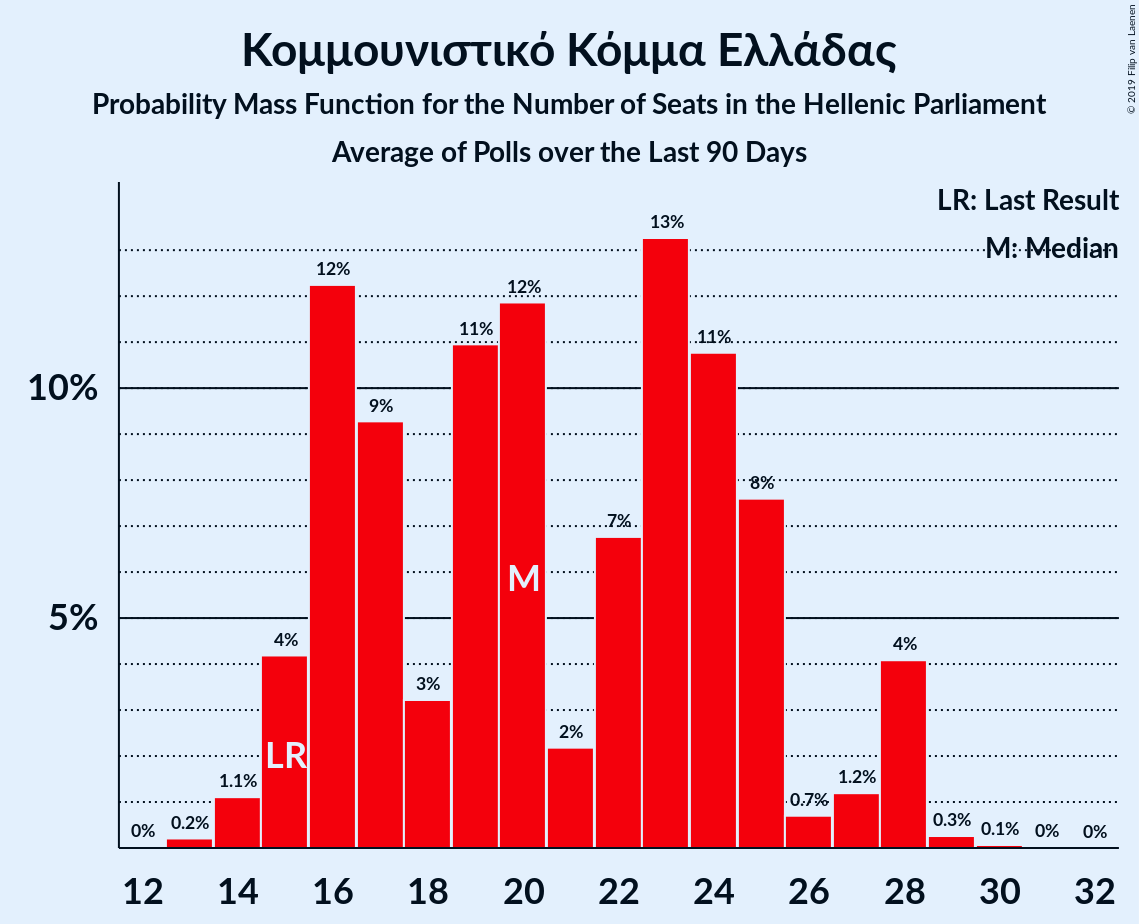 Κομμουνιστικό Κόμμα Ελλάδας
Probability Mass Function for the Number of Seats in the Hellenic Parliament
Average of Polls over the Last 90 Days
© 2019 Filip van Laenen
LR: Last Result
M: Median
10%
5%
0%
0.2%
1.1%
4%
12%
9%
3%
11%
12%
2%
7%
13%
11%
8%
0.7%
1.2%
4%
0.3%
0.1%
0%
0%
LR
M
12 14 16 18 20 22 24 26 28 30 32